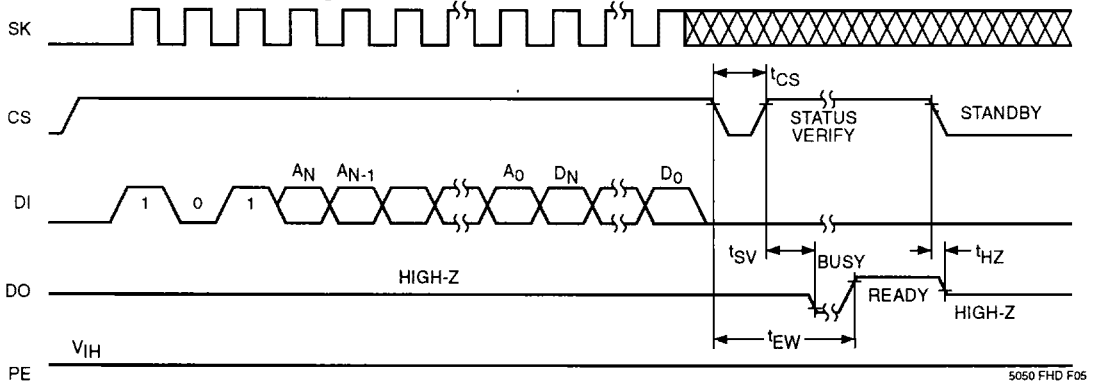 SK
CS
tCS
STATUS
VERIFY
STANDBY
DI
1 0 1 AN AN-1 A0 DN D0
tSV
BUSY
tHZ
DO
HIGH-Z
READY
HIGH-Z
tEW
PE
VIH
5050 FHD F05